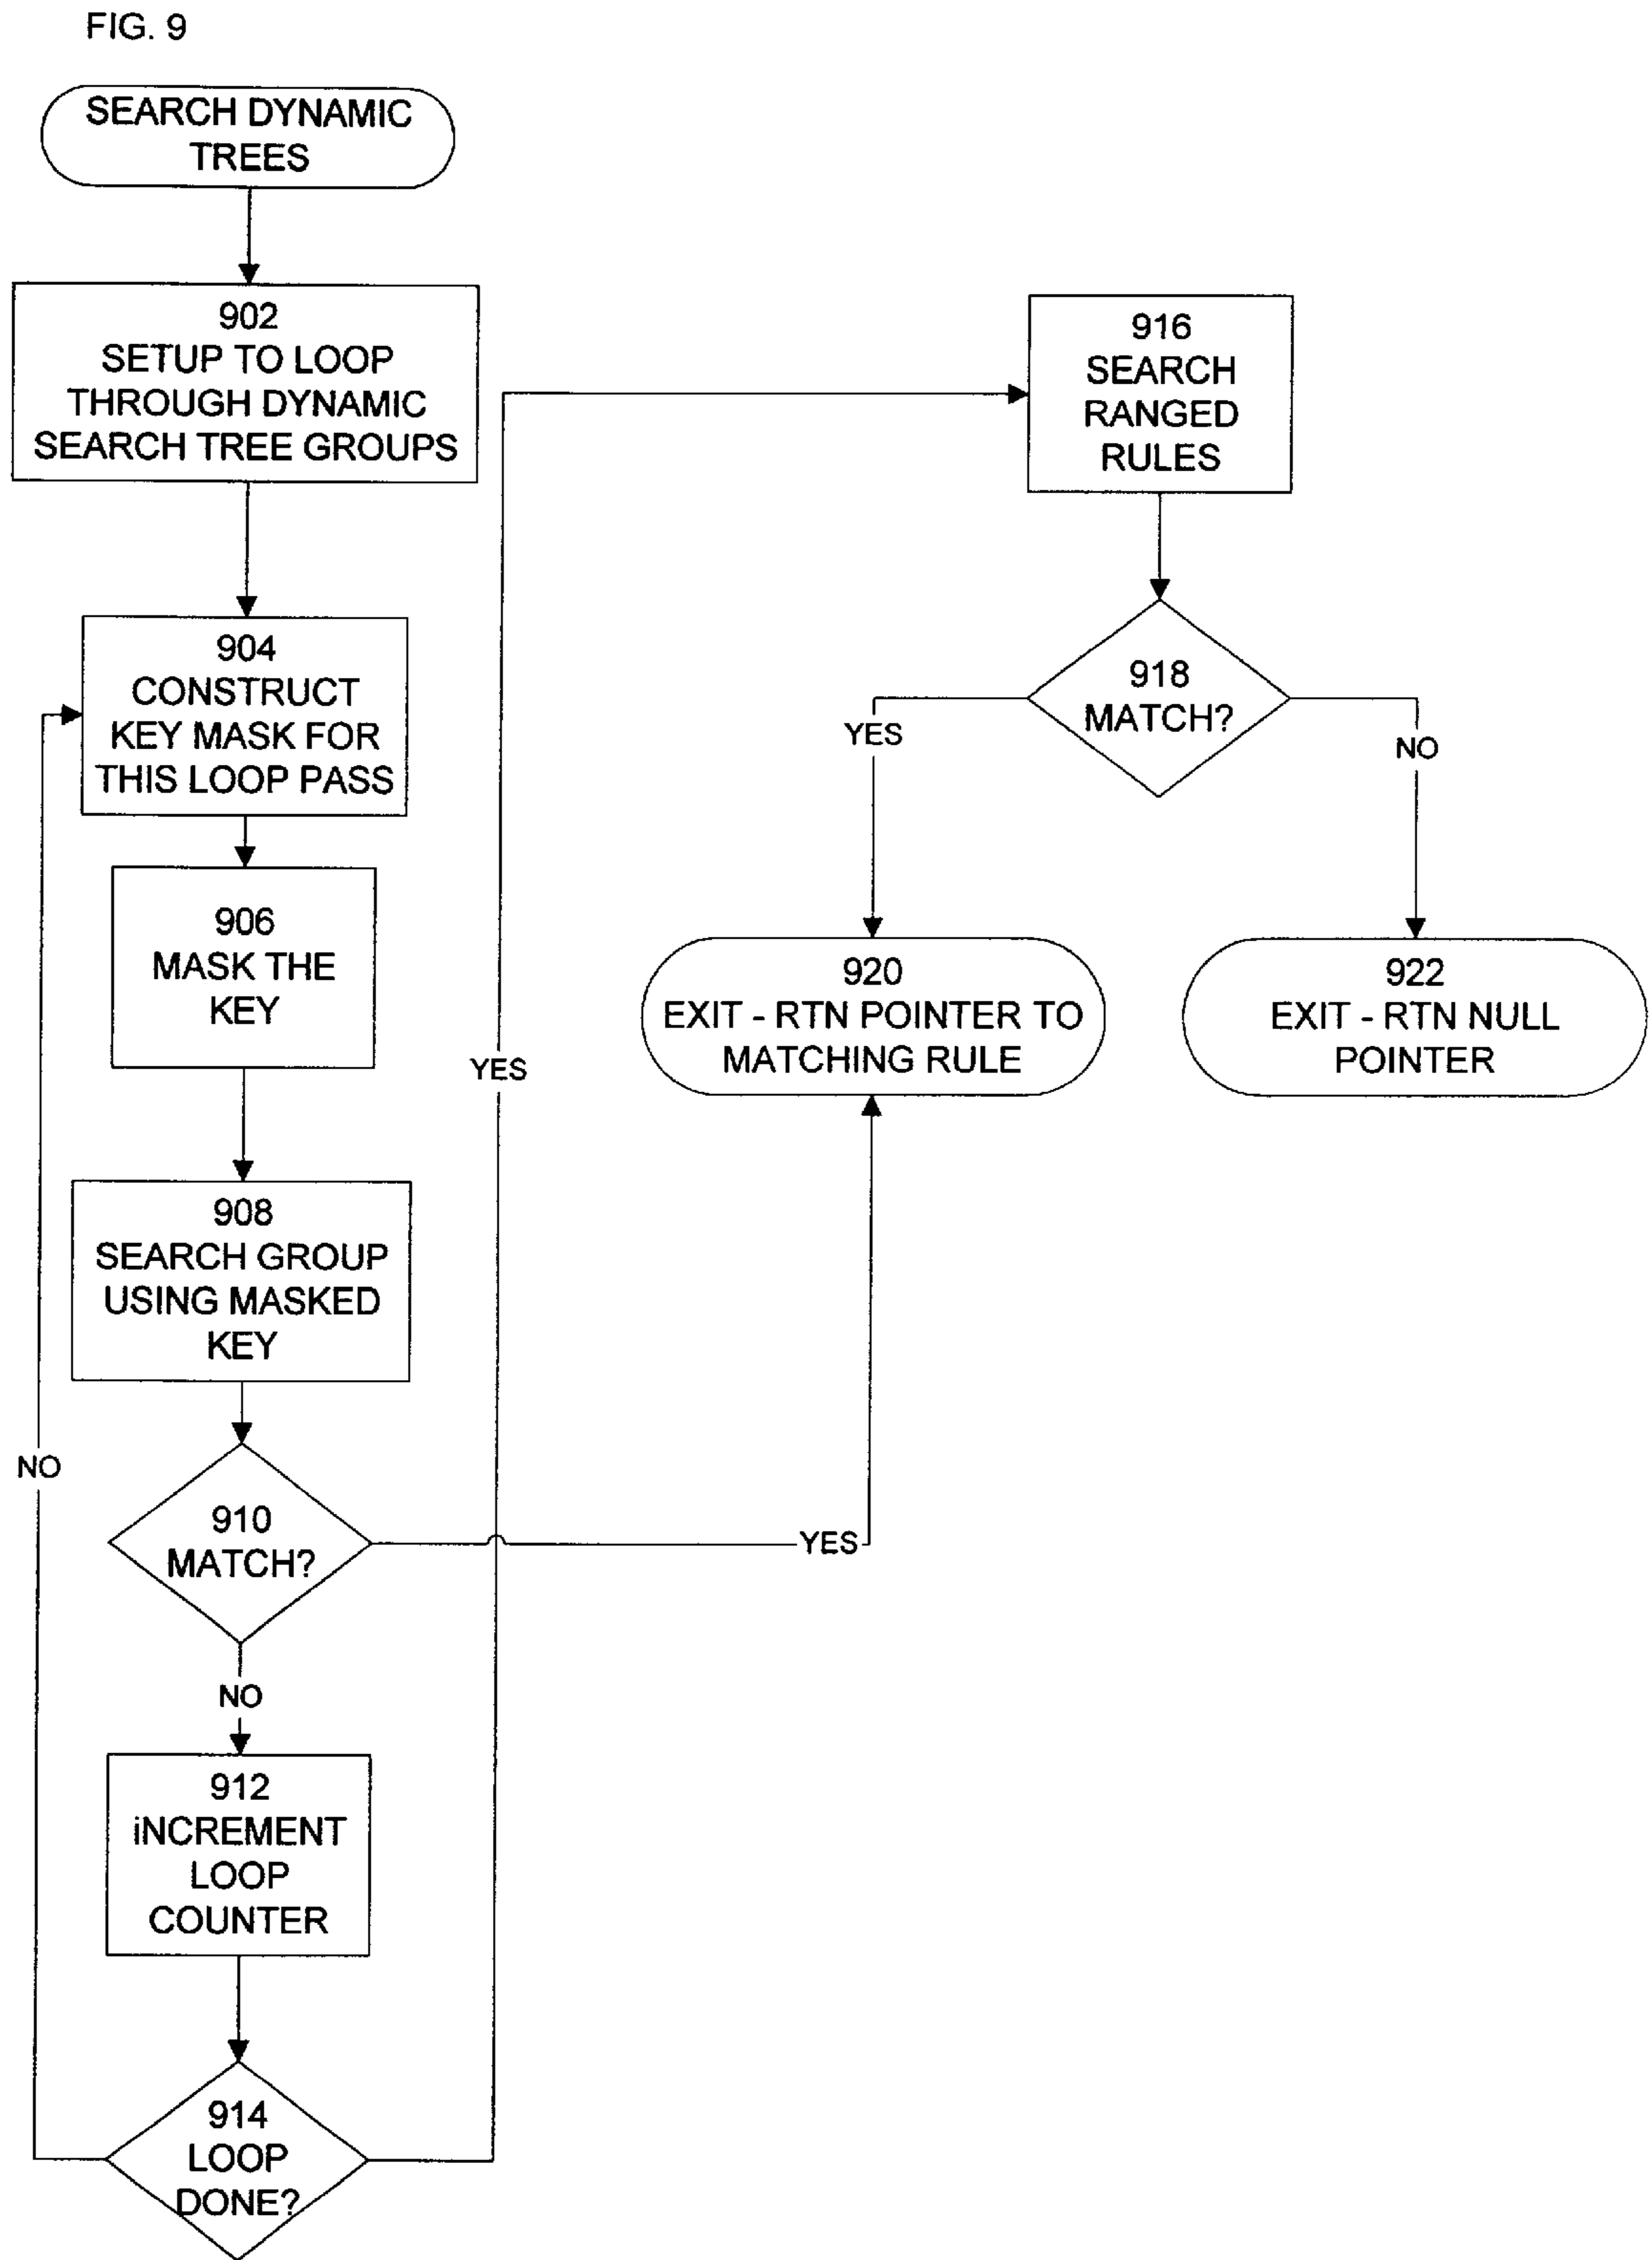 FIG. 9
SEARCH DYNAMIC
TREES
902
SETUP TO LOOP
THROUGH DYNAMIC
SEARCH TREE GROUPS
904
CONSTRUCT
KEY MASK FOR
THIS LOOP PASS
906
MASK THE
KEY
908
SEARCH GROUP
USING MASKED
KEY
910
MATCH?
YES
NO
912
iNCREMENT
LOOP
COUNTER
914
LOOP
DONE?
NO
YES
916
SEARCH
RANGED
RULES
918
MATCH?
YES
NO
920
EXIT - RTN POINTER TO
MATCHING RULE
922
EXIT - RTN NULL
POINTER